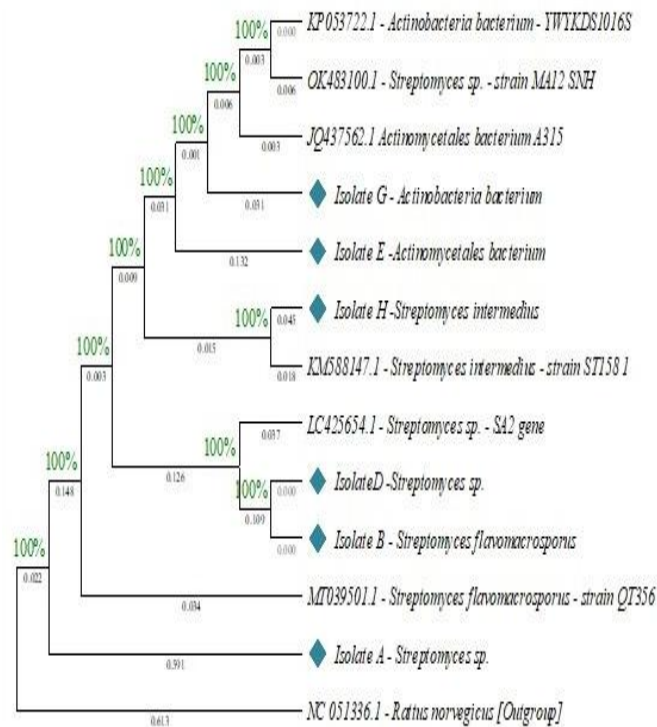 100%
KP053722.1 - Actinobacteria bacterium - YWYKDS1016S
0.000
100%
0.003
OK483100.1 - Streptomyces sp. - strain MA12 SNH
0.006
100%
0.006
JQ437562.1 Actinomycetales bacterium A315
0.003
100%
0.001
Isolate G - Actinobacteria bacterium
0.031
100%
0.031
Isolate E -Actinomycetales bacterium
0.132
100%
0.009
100%
Isolate H -Streptomyces intermedius
0.045
0.015
100%
0.003
KM588147.1 - Streptomyces intermedius - strain ST158 1
0.018
LC425654.1 - Streptomyces sp. - SA2 gene
0.037
100%
0.126
100%
IsolateD -Streptomyces sp.
0.000
100%
0.148
0.109
Isolate B - Streptomyces flavomacrosporus
0.000
100%
0.022
MT039501.1 - Streptomyces flavomacrosporus - strain QT356
0.034
Isolate A - Streptomyces sp.
0.591
NC 051336.1 - Rattus norvegicus [Outgroup]
0.613